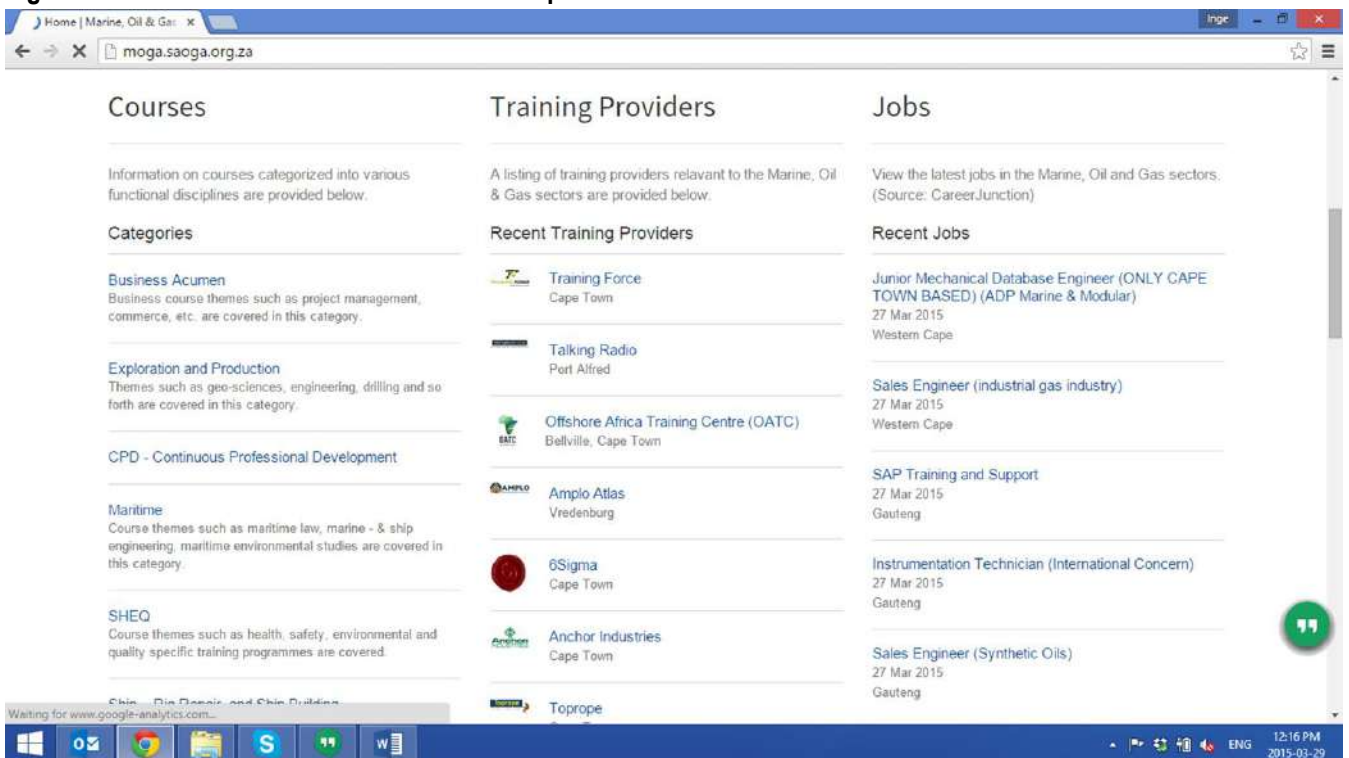 Home | Marine, Oil & Gas
Inge
moga.saoga.org.za
Courses
Information on courses categorized into various
functional disciplines are provided below.
Categories
Business Acumen
Business course themes such as project management,
commerce, etc. are covered in this category.
Exploration and Production
Themes such as geo-sciences, engineering, drilling and so
forth are covered in this category.
CPD - Continuous Professional Development
Maritime
Course themes such as maritime law, marine - & ship
engineering, maritime environmental studies are covered in
this category.
SHEQ
Course themes such as health, safety, environmental and
quality specific training programmes are covered.
Ship - Rig Repair and Ship Building
Training Providers
A listing of training providers relavant to the Marine, Oil
& Gas sectors are provided below.
Recent Training Providers
Training Force
Cape Town
Talking Radio
Port Alfred
OATC
Offshore Africa Training Centre (OATC)
Bellville, Cape Town
AMPLO
Amplo Atlas
Vredenburg
6Sigma
Cape Town
Anchor
Anchor Industries
Cape Town
Toprope
Jobs
View the latest jobs in the Marine, Oil and Gas sectors.
(Source: CareerJunction)
Recent Jobs
Junior Mechanical Database Engineer (ONLY CAPE
TOWN BASED) (ADP Marine & Modular)
27 Mar 2015
Western Cape
Sales Engineer (industrial gas industry)
27 Mar 2015
Western Cape
SAP Training and Support
27 Mar 2015
Gauteng
Instrumentation Technician (International Concern)
27 Mar 2015
Gauteng
Sales Engineer (Synthetic Oils)
27 Mar 2015
Gauteng
Waiting for www.google-analytics.com...
ENG
12:16 PM
2015-03-29